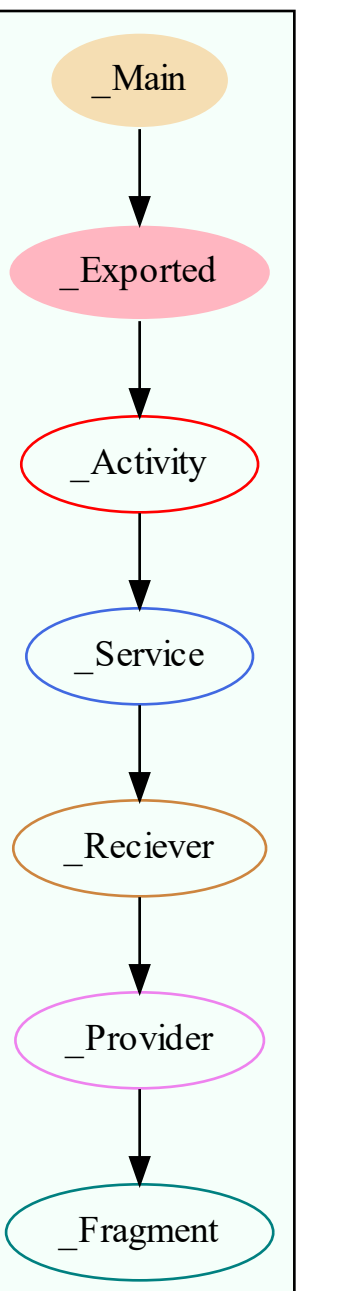 _Main
_Exported
_Activity
_Service
_Reciever
_Provider
_Fragment